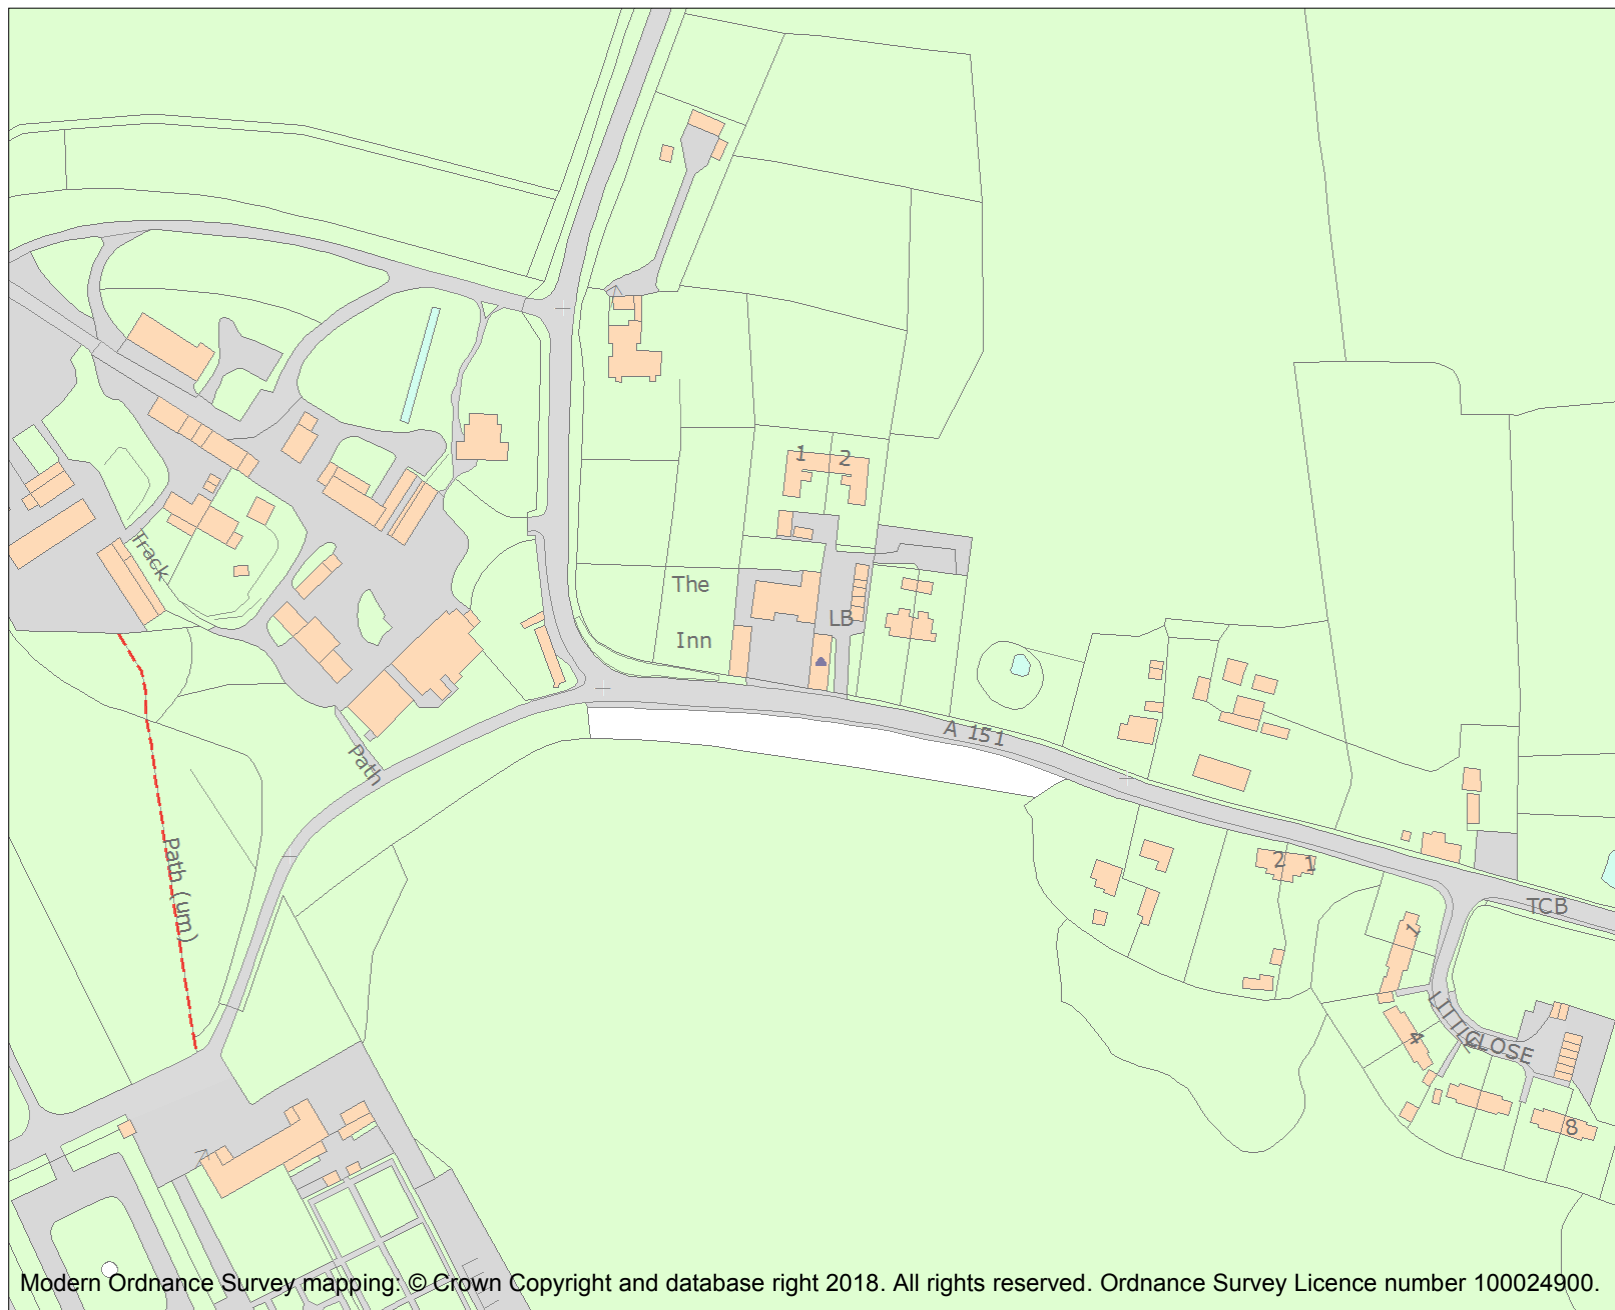 1
2
Track
The
LB
Inn
A 151
Path
Path (um)
2
1
TCB
1
LITTLE
CLOSE
4
8
Modern Ordnance Survey mapping: © Crown Copyright and database right 2018. All rights reserved. Ordnance Survey Licence number 100024900.